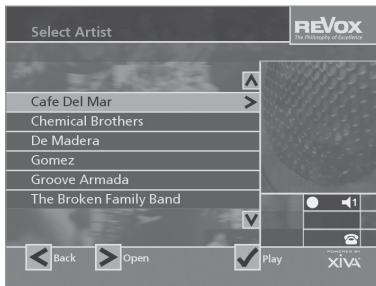 Select Artist
REVOX
The Philosophy of Excellence
Cafe Del Mar
Chemical Brothers
De Madera
Gomez
Groove Armada
The Broken Family Band
1
Back
Open
Play
POWERED BY
XiVA